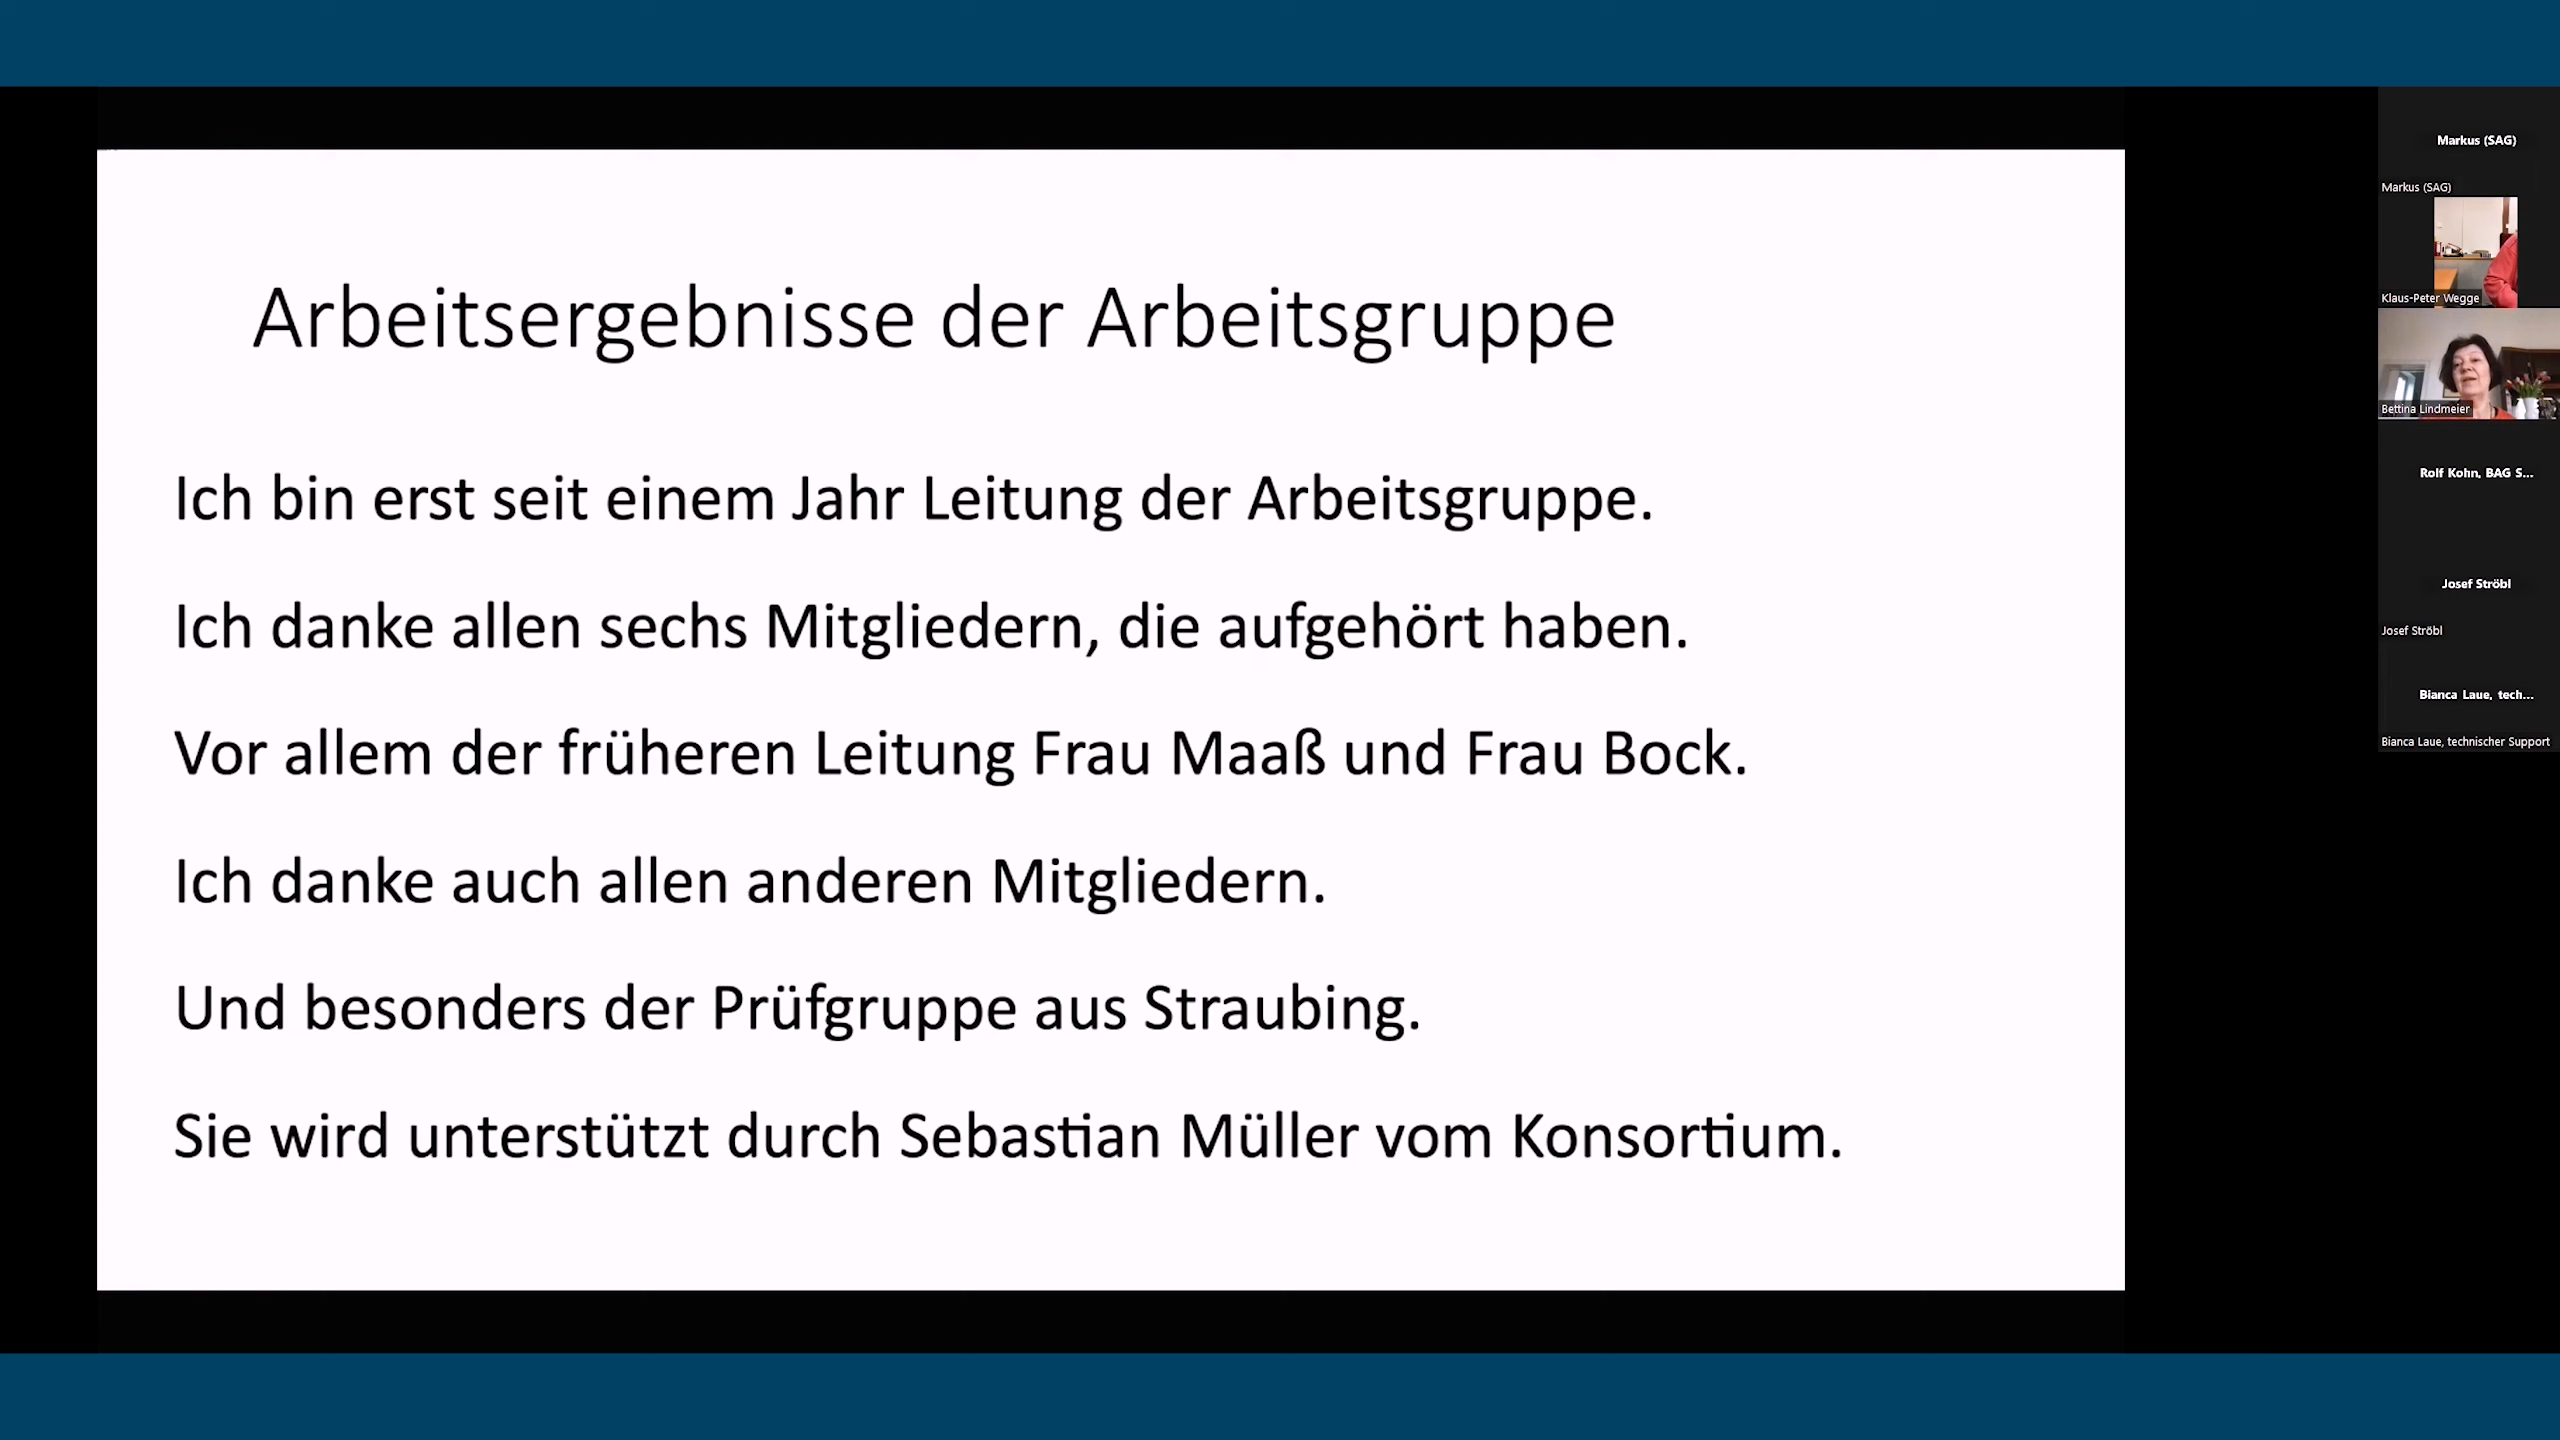 Arbeitsergebnisse der Arbeitsgruppe
Ich bin erst seit einem Jahr Leitung der Arbeitsgruppe.
Ich danke allen sechs Mitgliedern, die aufgehört haben.
Vor allem der früheren Leitung Frau Maaß und Frau Bock.
Ich danke auch allen anderen Mitgliedern.
Und besonders der Prüfgruppe aus Straubing.
Sie wird unterstützt durch Sebastian Müller vom Konsortium.
Markus (SAG)
Markus (SAG)
Klaus-Peter Wegge
Bettina Lindmeier
Rolf Kohn, BAG S...
Josef Ströbl
Josef Ströbl
Bianca Laue, tech...
Bianca Laue, technischer Support